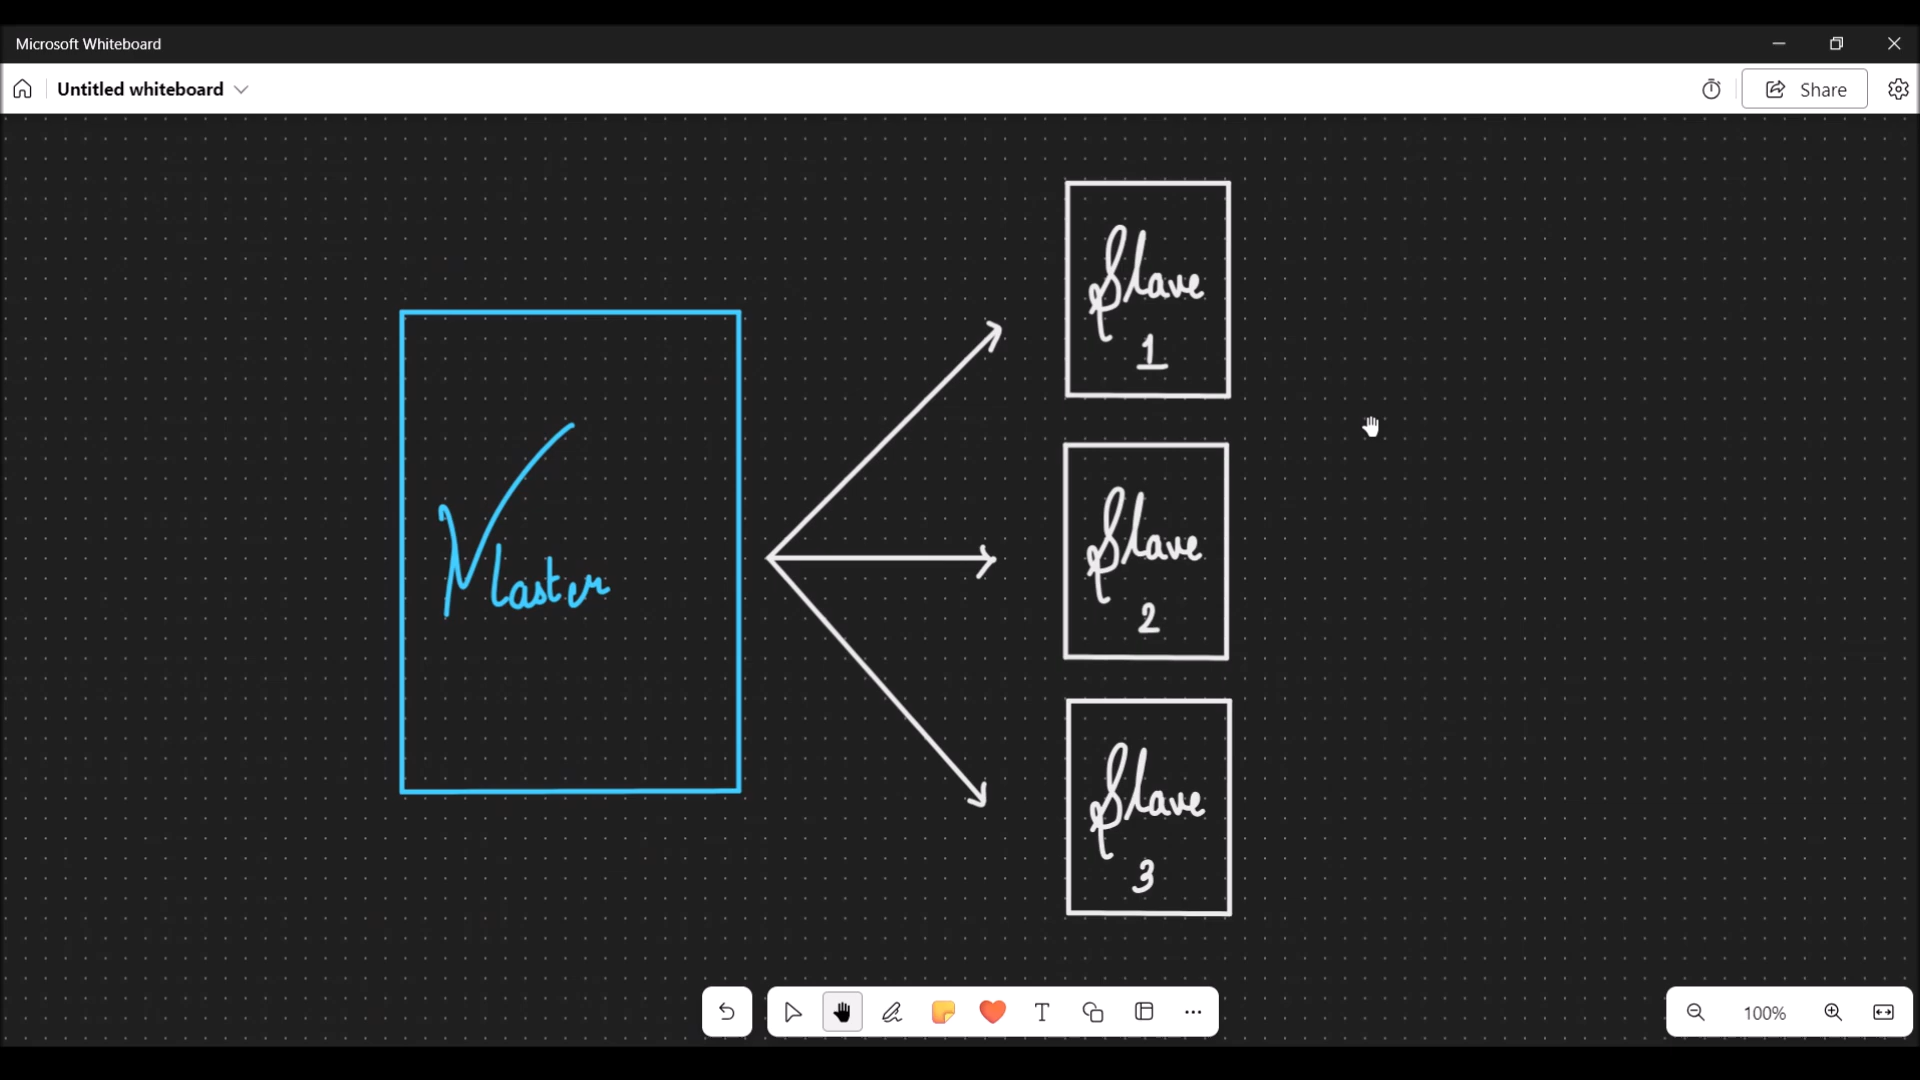 Microsoft Whiteboard
Untitled whiteboard
Share
Master
Slave
1
Slave
2
Slave
3
100%